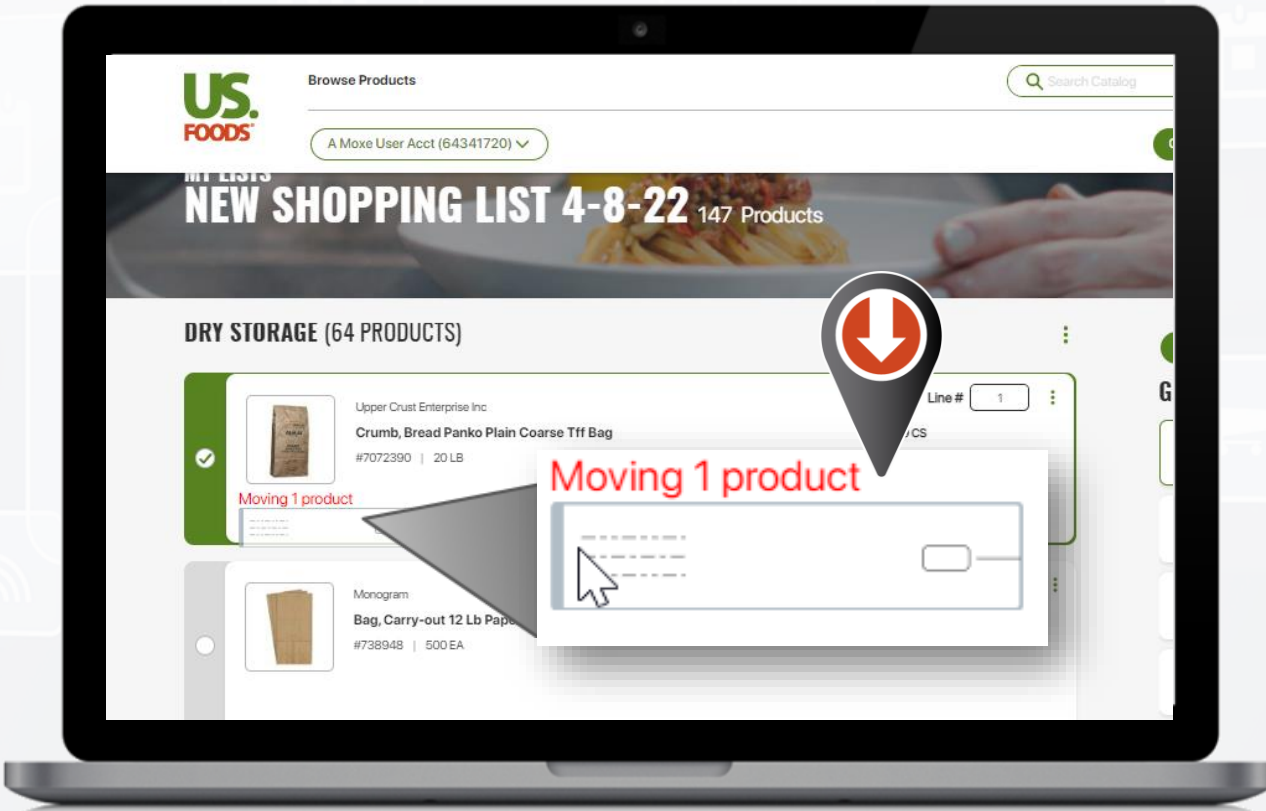 US.
FOODS
Browse Products
Search Catalog
A Moxe User Acct (64341720)
MY LISTS
NEW SHOPPING LIST 4-8-22 147 Products
DRY STORAGE (64 PRODUCTS)
Upper Crust Enterprise Inc
Line # 1
Crumb, Bread Panko Plain Coarse Tff Bag
CS
#7072390 | 20 LB
Moving 1 product
Moving 1 product
Monogram
Bag, Carry-out 12 Lb
#738948 | 500 EA